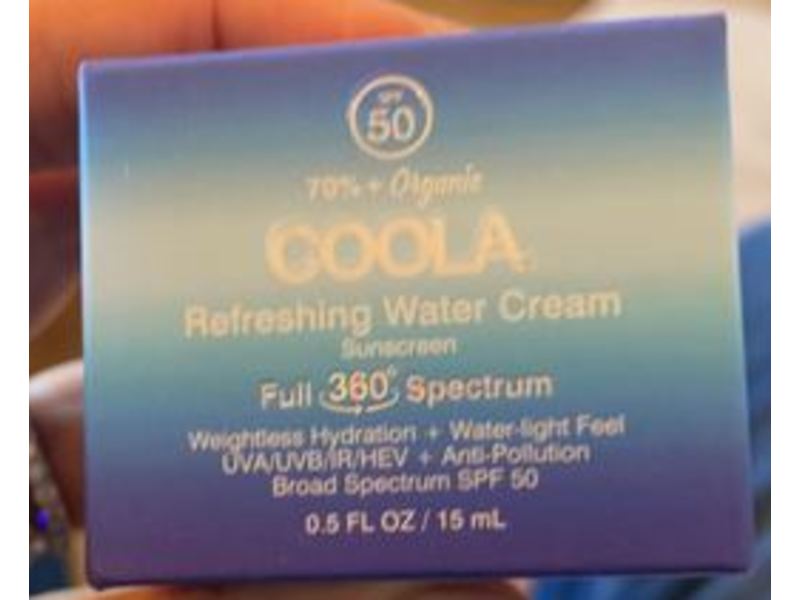 SPF
50
70%+ Organic
COOLA
Refreshing Water Cream
Sunscreen
Full 360° Spectrum
Weightless Hydration + Water-light Feel
UVA/UVB/IR/HEV + Anti-Pollution
Broad Spectrum SPF 50
0.5 FL OZ / 15 mL